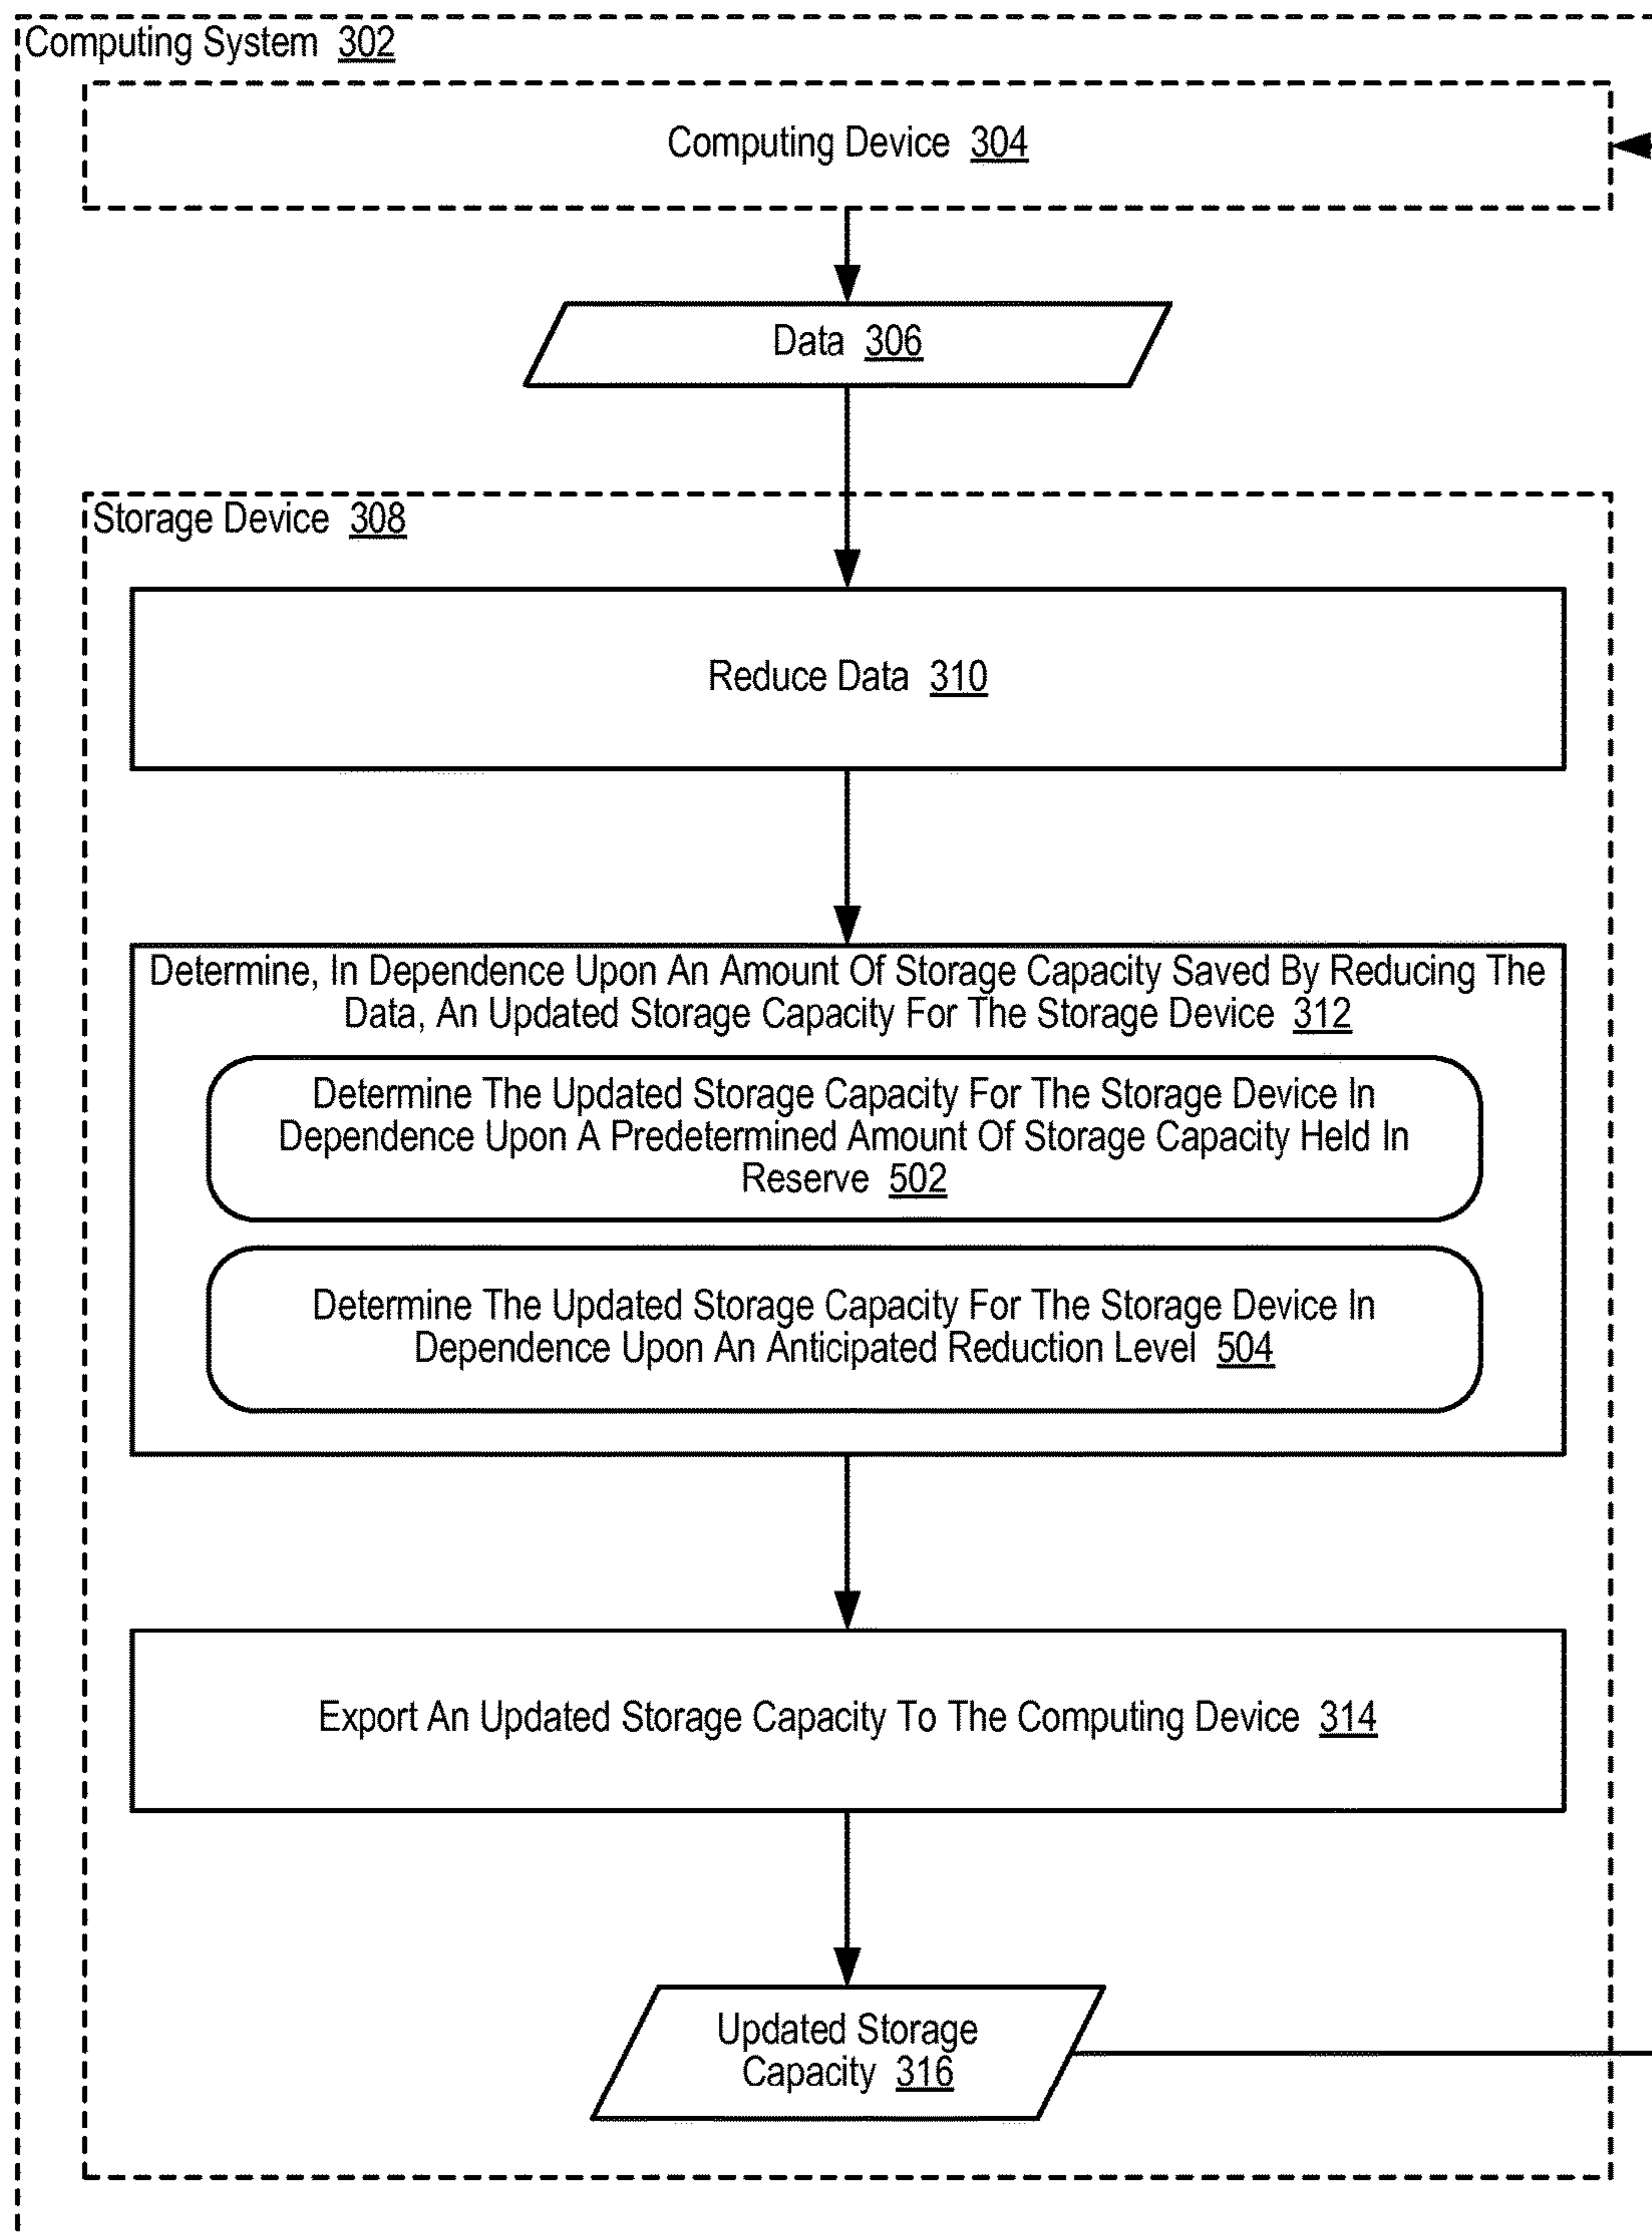 Computing System 302
Computing Device 304
Data 306
Storage Device 308
Reduce Data 310
Determine, In Dependence Upon An Amount Of Storage Capacity Saved By Reducing The
Data, An Updated Storage Capacity For The Storage Device 312
Determine The Updated Storage Capacity For The Storage Device In
Dependence Upon A Predetermined Amount Of Storage Capacity Held In
Reserve 502
Determine The Updated Storage Capacity For The Storage Device In
Dependence Upon An Anticipated Reduction Level 504
Export An Updated Storage Capacity To The Computing Device 314
Updated Storage
Capacity 316